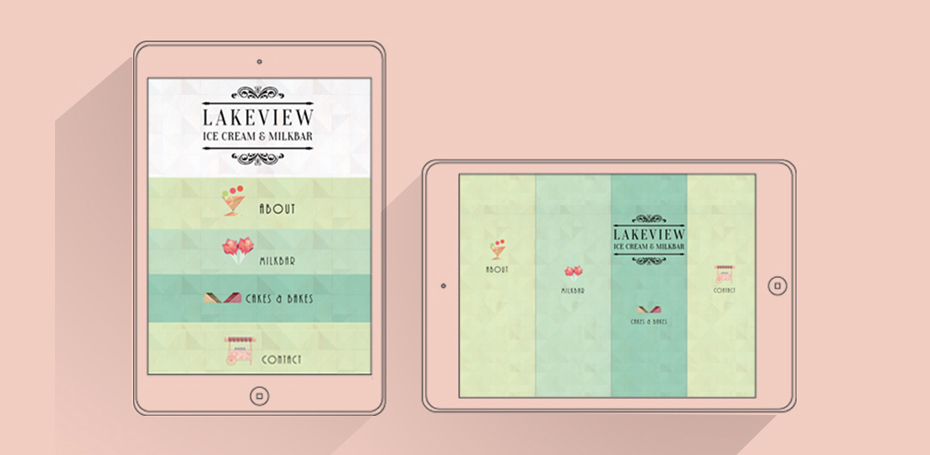 LAKEVIEW
ICE CREAM & MILKBAR
ABOUT
MILKBAR
CAKES & BAKES
CONTACT
LAKEVIEW
ICE CREAM & MILKBAR
ABOUT
MILKBAR
CAKES & BAKES
CONTACT